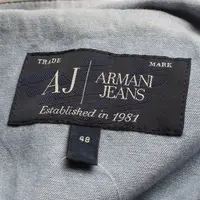 TRADE MARK
AJ ARMANI
JEANS
Established in 1981
48